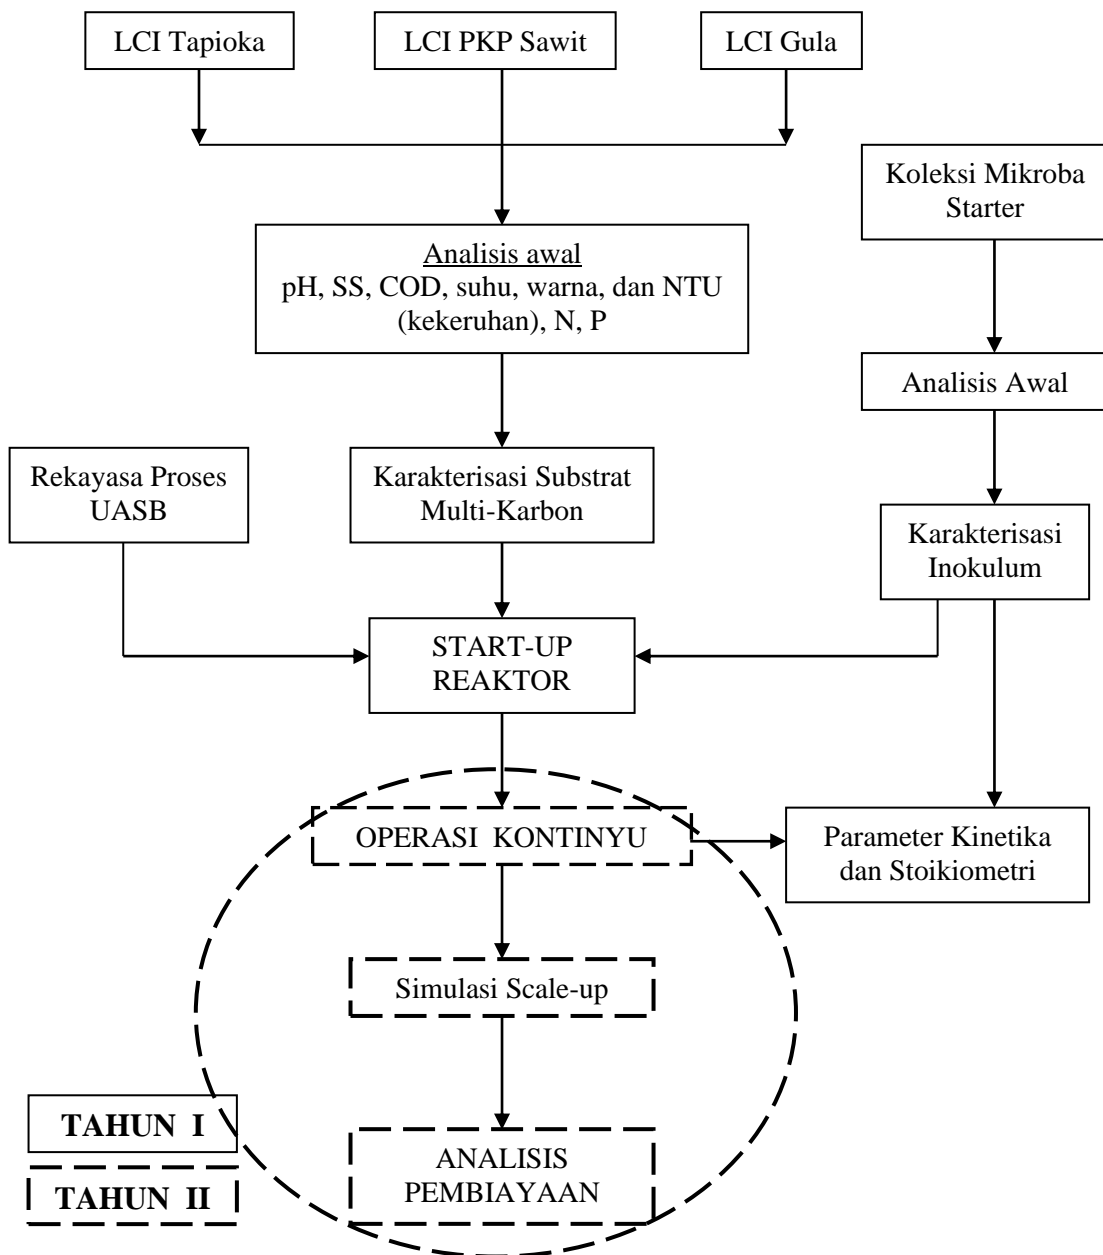 LCI Tapioka
LCI PKP Sawit
LCI Gula
Koleksi Mikroba
Starter
Analisis awal
pH, SS, COD, suhu, warna, dan NTU
(kekeruhan), N, P
Analisis Awal
Rekayasa Proses
UASB
Karakterisasi Substrat
Multi-Karbon
Karakterisasi
Inokulum
START-UP
REAKTOR
OPERASI KONTINYU
Parameter Kinetika
dan Stoikiometri
Simulasi Scale-up
ANALISIS
PEMBIAYAAN
TAHUN I
TAHUN II